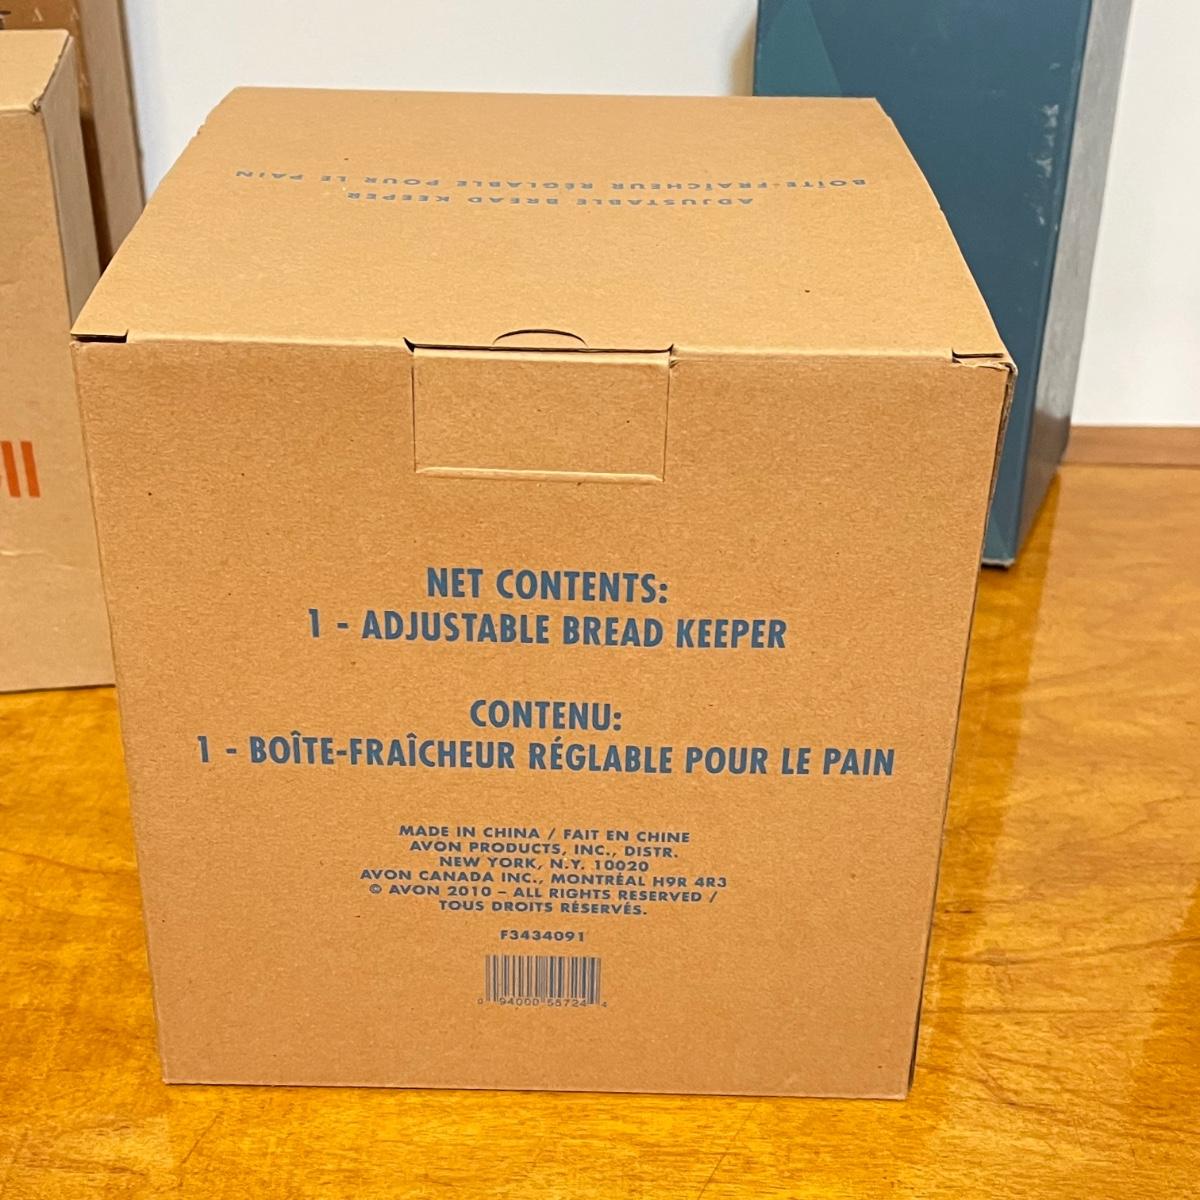 ADJUSTABLE BREAD KEEPER
BOÎTE-FRAÎCHEUR RÉGLABLE POUR LE PAIN
NET CONTENTS:
1 - ADJUSTABLE BREAD KEEPER
CONTENU:
1 - BOÎTE-FRAÎCHEUR RÉGLABLE POUR LE PAIN
MADE IN CHINA / FAIT EN CHINE
AVON PRODUCTS, INC., DISTR.
NEW YORK, N.Y. 10020
AVON CANADA INC., MONTRÉAL H9R 4R3
© AVON 2010 – ALL RIGHTS RESERVED /
TOUS DROITS RÉSERVÉS.
F3434091
0 94000 55724 4